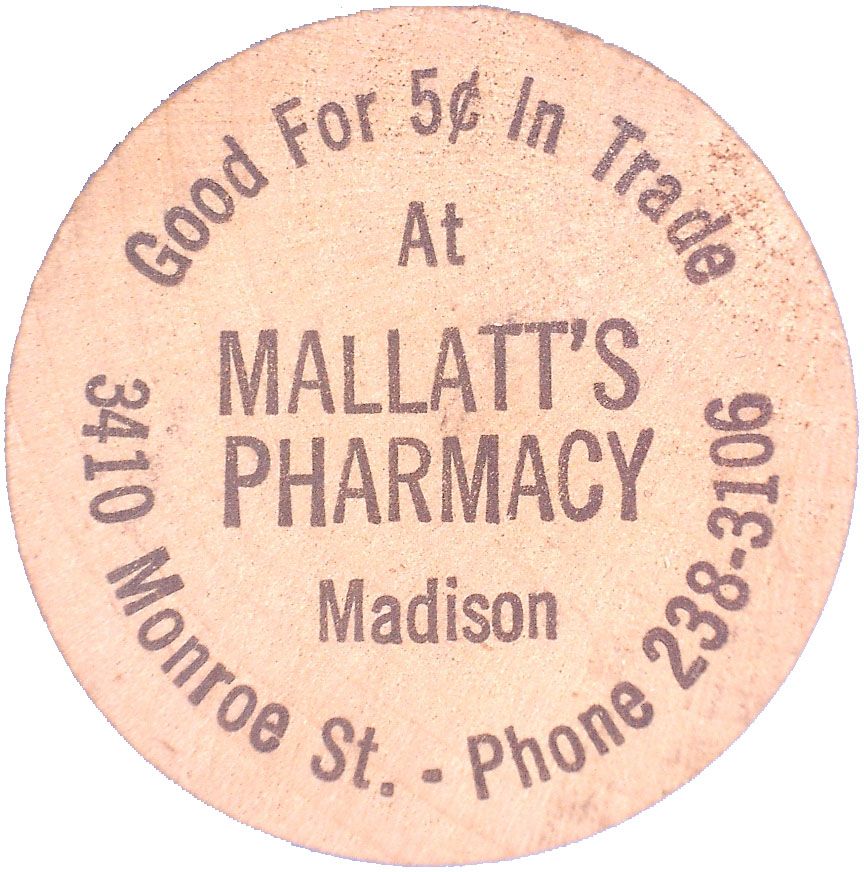 Good For 5¢ In Trade
At
MALLATT'S
PHARMACY
Madison
3410 Monroe St. - Phone 238-3106